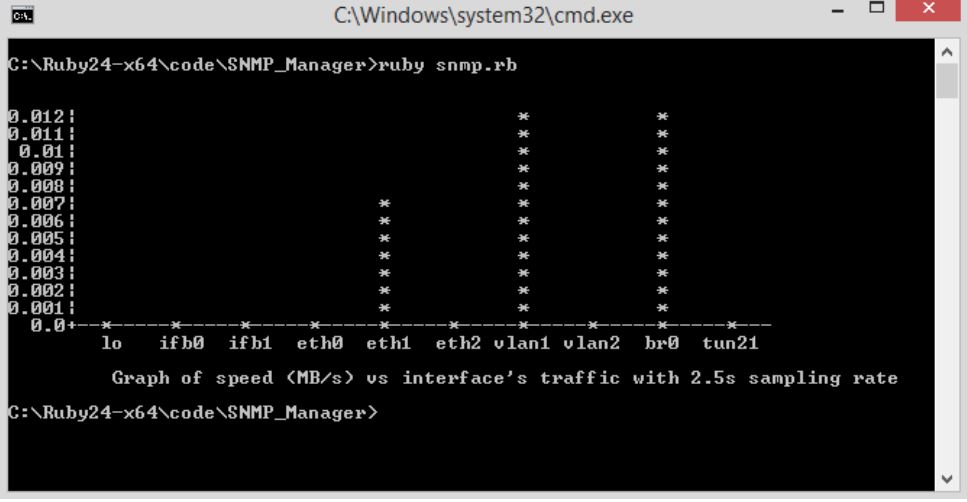 C:\Windows\system32\cmd.exe
C:\Ruby24-x64\code\SNMP_Manager>ruby snmp.rb
0.012¦ * *
0.011¦ * *
0.01¦ * *
0.009¦ * *
0.008¦ * *
0.007¦ * * *
0.006¦ * * *
0.005¦ * * *
0.004¦ * * *
0.003¦ * * *
0.002¦ * * *
0.001¦ * * *
0.0+--*-----*-----*-----*-----*-----*-----*-----*-----*-----*---
lo ifb0 ifb1 eth0 eth1 eth2 vlan1 vlan2 br0 tun21
Graph of speed (MB/s) vs interface's traffic with 2.5s sampling rate
C:\Ruby24-x64\code\SNMP_Manager>